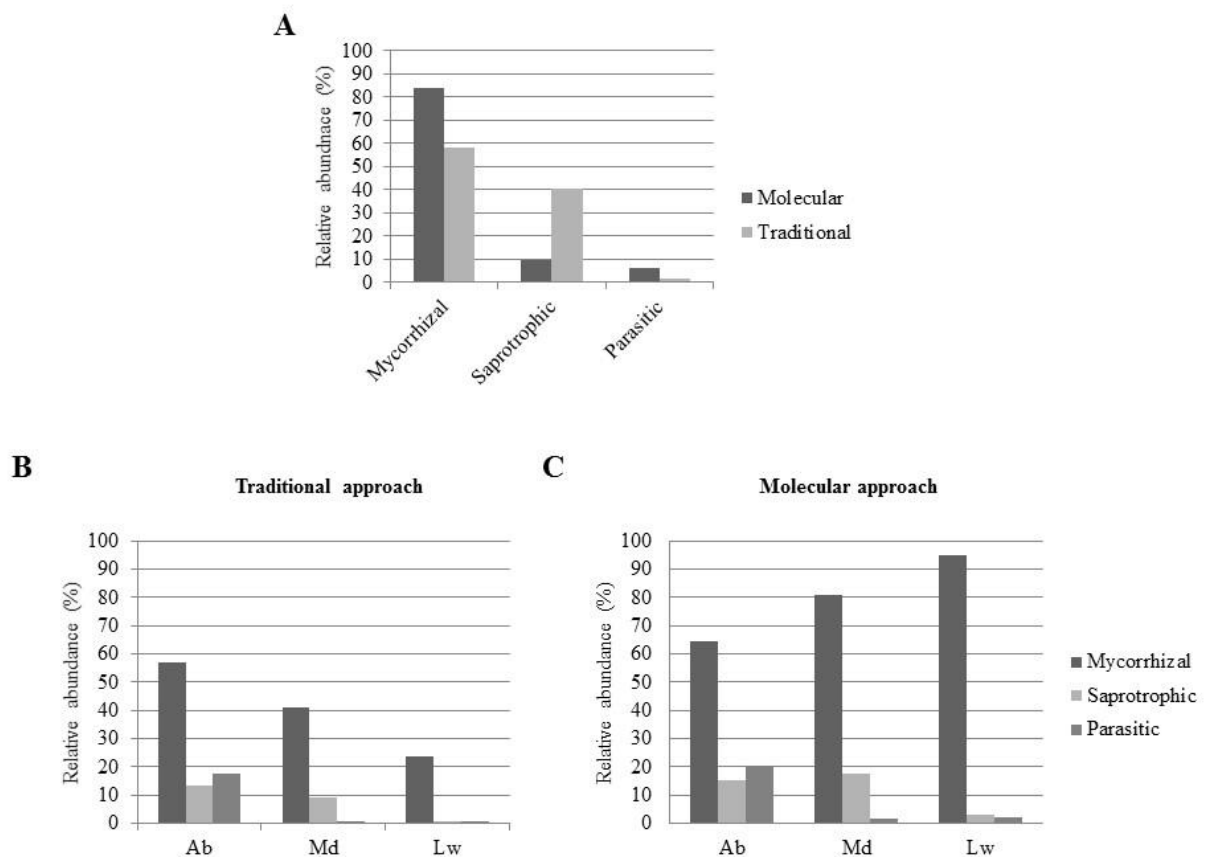 A
Relative abundnace (%)
100
90
80
70
60
50
40
30
20
10
0
Mycorrhizal
Saprotrophic
Parasitic
Molecular
Traditional
B
Traditional approach
Relative abundance (%)
100
90
80
70
60
50
40
30
20
10
0
Ab
Md
Lw
C
Molecular approach
Relative abundance (%)
100
90
80
70
60
50
40
30
20
10
0
Ab
Md
Lw
Mycorrhizal
Saprotrophic
Parasitic